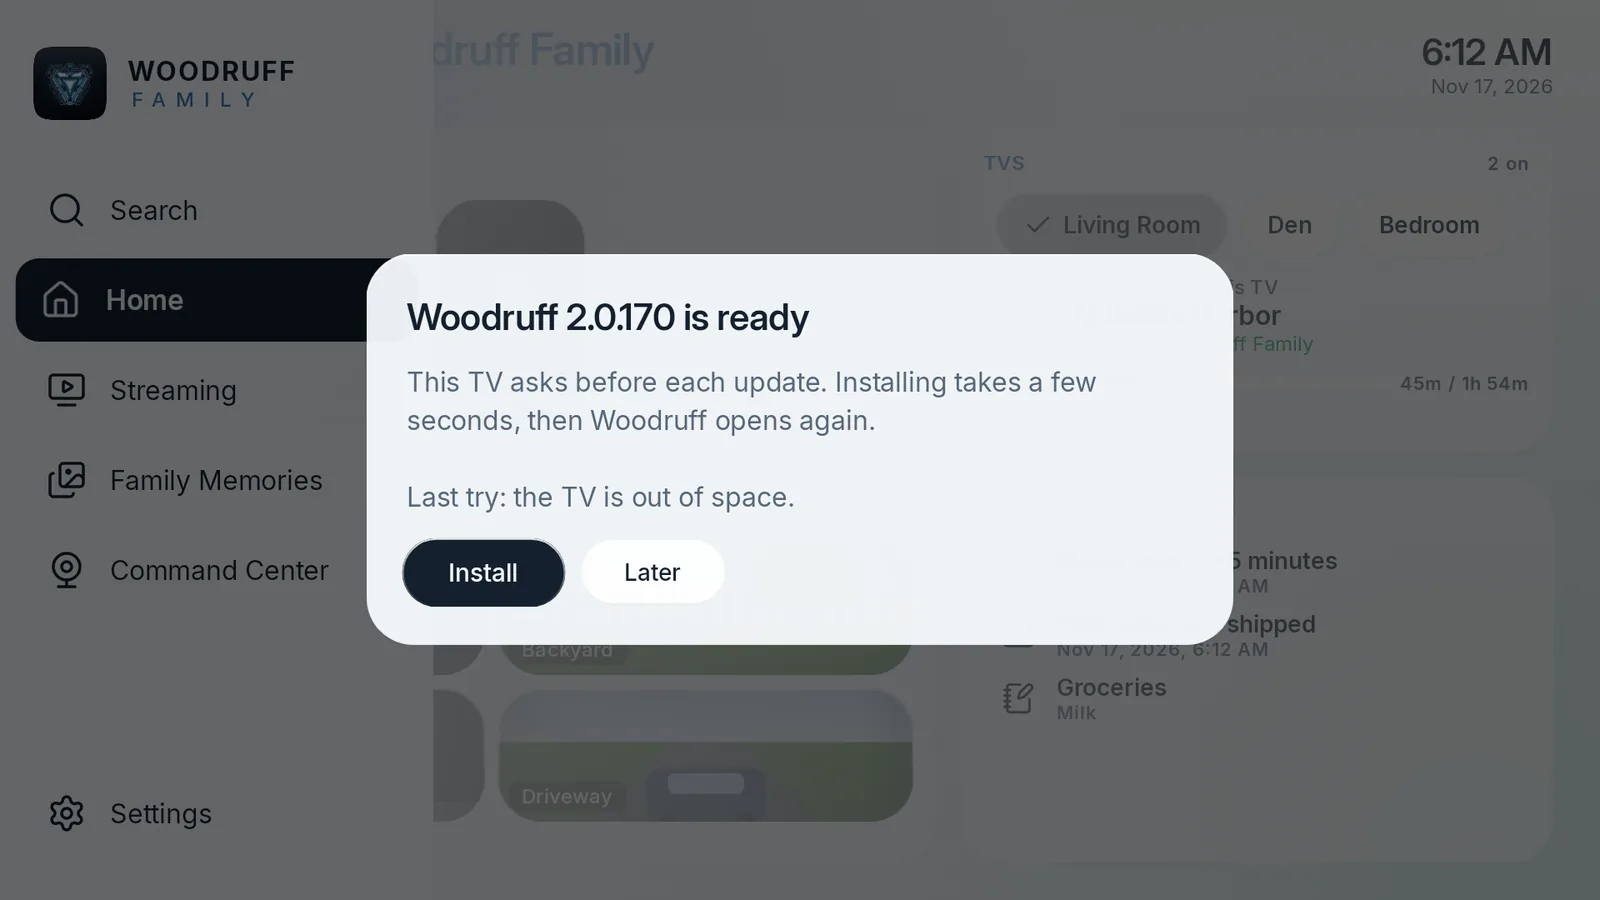 WOODRUFF
FAMILY
druff Family
6:12 AM
Nov 17, 2026
Search
Home
Streaming
Family Memories
Command Center
Settings
TVS
2 on
Living Room
Den
Bedroom
s TV
rbor
ff Family
45m / 1h 54m
Woodruff 2.0.170 is ready
This TV asks before each update. Installing takes a few
seconds, then Woodruff opens again.
Last try: the TV is out of space.
Install
Later
Backyard
Driveway
5 minutes
AM
shipped
Nov 17, 2026, 6:12 AM
Groceries
Milk